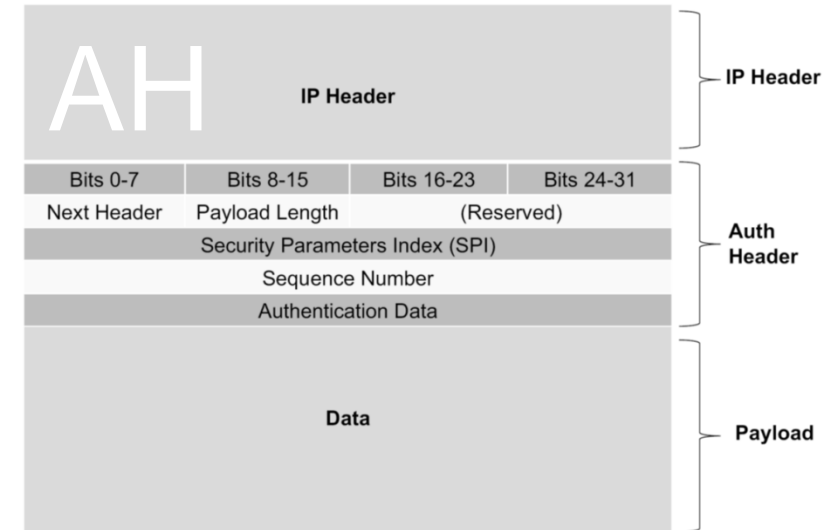 AH
IP Header
IP Header
Bits 0-7 Bits 8-15 Bits 16-23 Bits 24-31
Next Header Payload Length (Reserved)
Security Parameters Index (SPI)
Sequence Number
Authentication Data
Auth
Header
Data
Payload